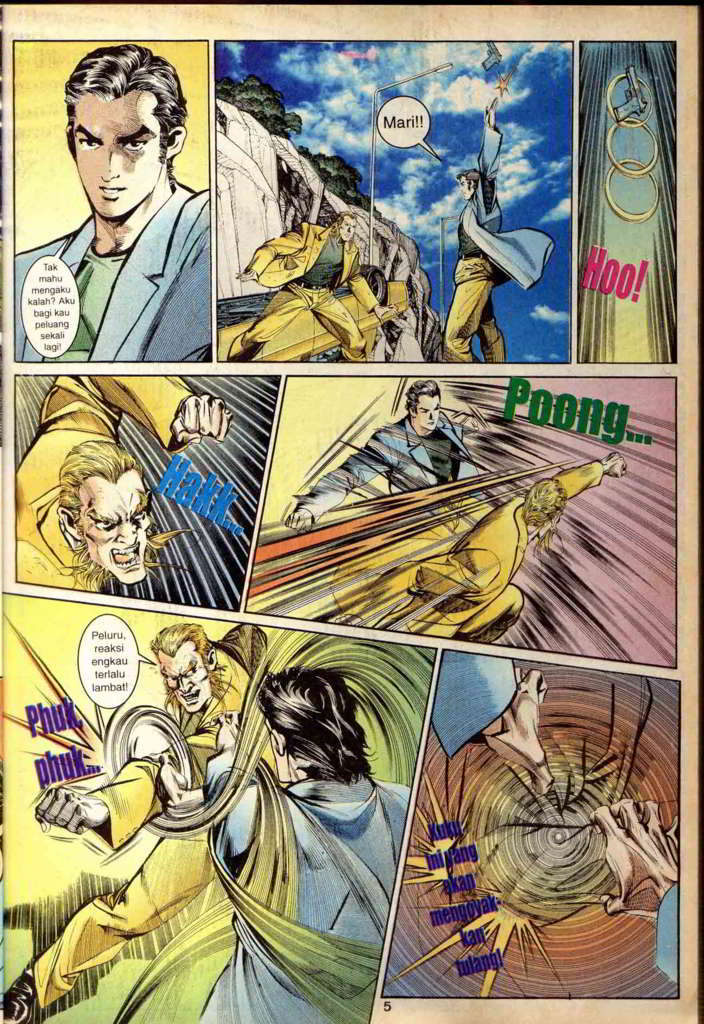 Tak
mahu
mengaku
kalah? Aku
bagi kau
peluang
sekali
lagi!
Mari!!
Hoo!
Hakk...
Poong...
Peluru,
reaksi
engkau
terlalu
lambat!
Phuk,
phuk...
Kuku
ini yang
akan
mengoyak-
kan
tulang!
5